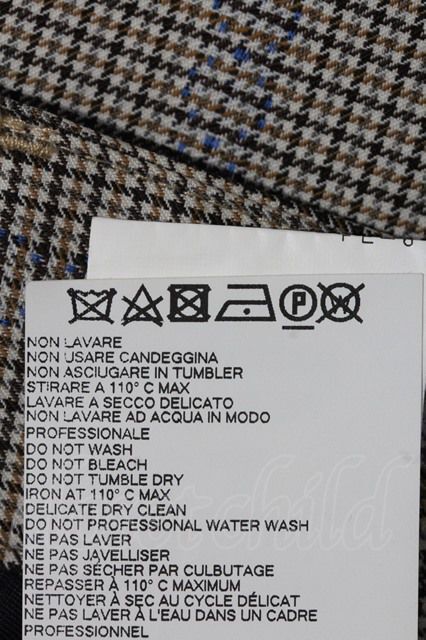 P W
NON LAVARE
NON USARE CANDEGGINA
NON ASCIUGARE IN TUMBLER
STIRARE A 110° C MAX
LAVARE A SECCO DELICATO
NON LAVARE AD ACQUA IN MODO
PROFESSIONALE
DO NOT WASH
DO NOT BLEACH
DO NOT TUMBLE DRY
IRON AT 110° C MAX
DELICATE DRY CLEAN
DO NOT PROFESSIONAL WATER WASH
NE PAS LAVER
NE PAS JAVELLISER
NE PAS SÉCHER PAR CULBUTAGE
REPASSER À 110° C MAXIMUM
NETTOYER À SEC AU CYCLE DÉLICAT
NE PAS LAVER À L'EAU DANS UN CADRE
PROFESSIONNEL